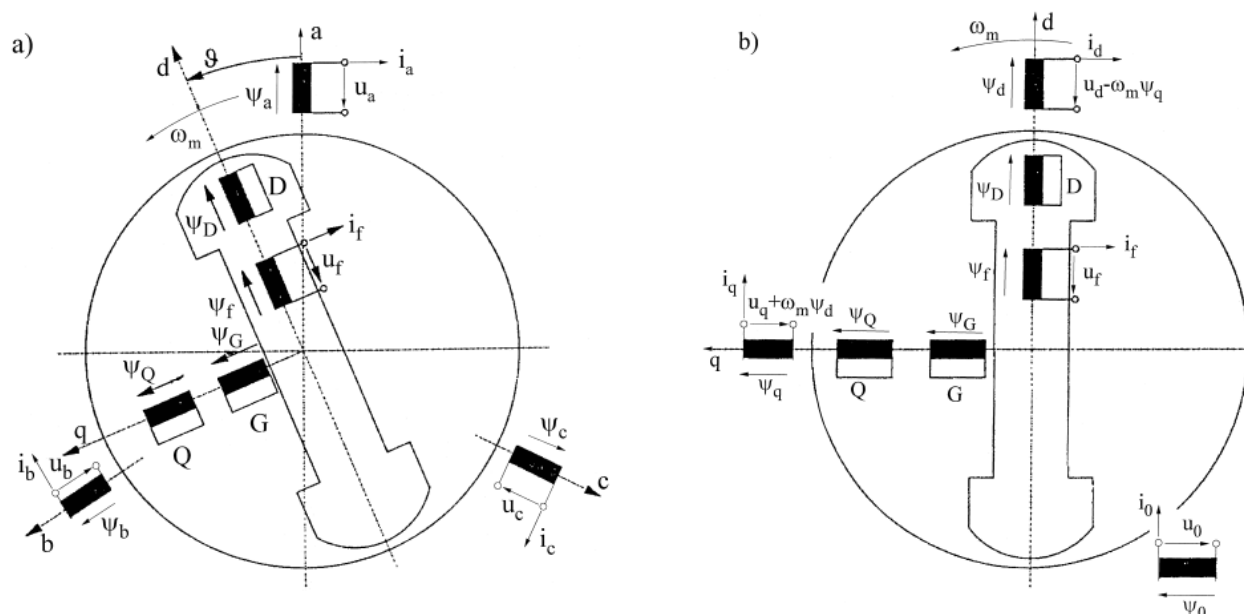 a)
a
d
ϑ
i_a
ψ_a
u_a
ω_m
D
ψ_D
i_f
u_f
ψ_f
ψ_G
ψ_Q
G
q
Q
i_b
u_b
ψ_b
b
ψ_c
c
u_c
i_c
b)
d
ω_m
i_d
ψ_d
u_d-ω_mψ_q
ψ_D
D
i_f
ψ_f
u_f
i_q
u_q+ω_mψ_d
ψ_Q
ψ_G
q
ψ_q
Q
G
i_0
u_0
ψ_0